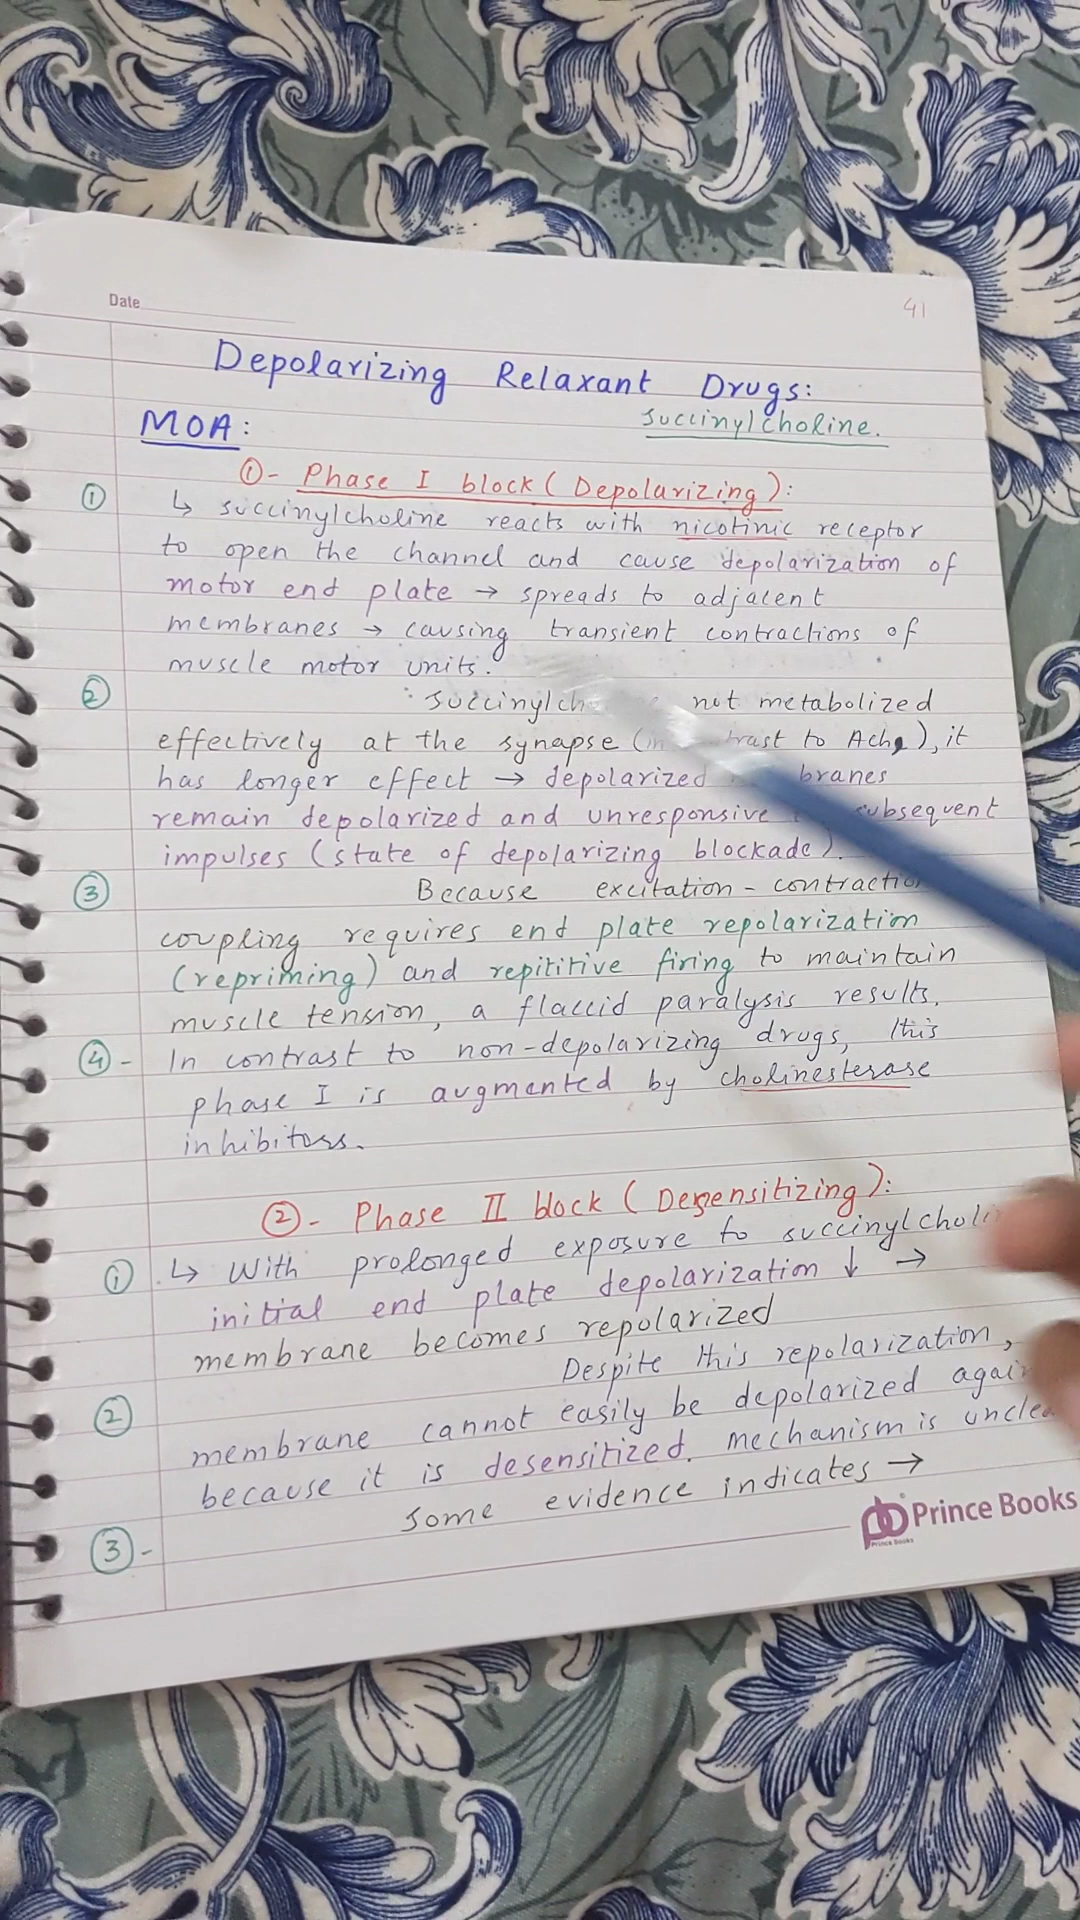 Date
41
Depolarizing Relaxant Drugs:
Succinylcholine.
MOA:
①- Phase I block (Depolarizing):
① ↳ succinylcholine reacts with nicotinic receptor
to open the channel and cause depolarization of
motor end plate → spreads to adjacent
membranes → causing transient contractions of
muscle motor units.
② not metabolized
effectively at the synapse to Ach), it
has longer effect → depolarized
remain depolarized and unresponsive subsequent
impulses (state of depolarizing blockade).
③ Because excitation-
coupling requires end plate repolarization
(repriming) and repititive firing to maintain
muscle tension, a flaccid paralysis results.
④- In contrast to non-depolarizing drugs, this
phase I is augmented by cholinesterase
inhibitors.
②- Phase II block (Desensitizing):
① ↳ With prolonged exposure to
initial end plate depolarization ↓ →
membrane becomes repolarized
② Despite this repolarization,
membrane cannot easily be depolarized
because it is desensitized. mechanism is
③- some evidence indicates →
Prince Books
Prince Books